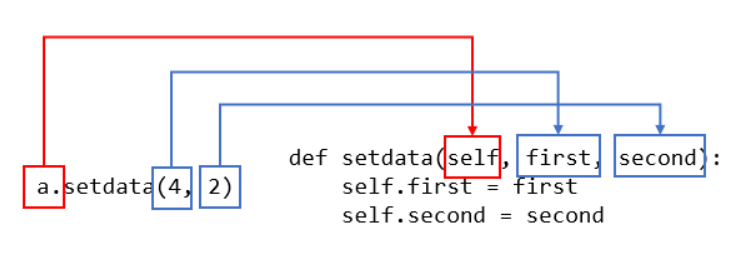 a.setdata(4, 2)
def setdata(self, first, second):
    self.first = first
    self.second = second